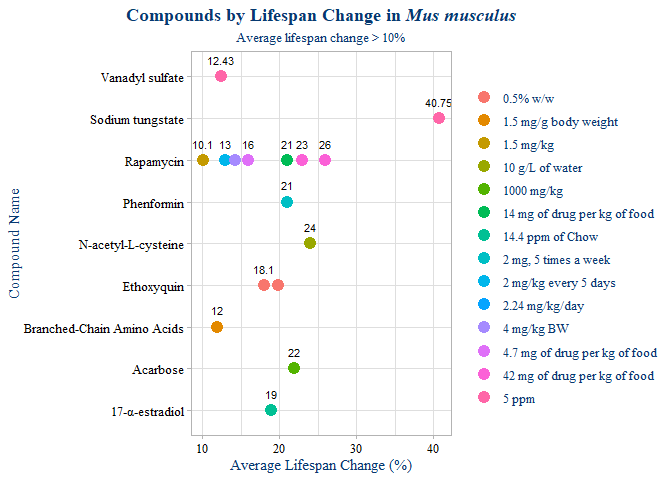 Compounds by Lifespan Change in Mus musculus
Average lifespan change > 10%
Compound Name
Vanadyl sulfate
12.43
Sodium tungstate
40.75
Rapamycin
10.1 13 16 21 23 26
Phenformin
21
N-acetyl-L-cysteine
24
Ethoxyquin
18.1
Branched-Chain Amino Acids
12
Acarbose
22
17-α-estradiol
19
10 20 30 40
Average Lifespan Change (%)
0.5% w/w
1.5 mg/g body weight
1.5 mg/kg
10 g/L of water
1000 mg/kg
14 mg of drug per kg of food
14.4 ppm of Chow
2 mg, 5 times a week
2 mg/kg every 5 days
2.24 mg/kg/day
4 mg/kg BW
4.7 mg of drug per kg of food
42 mg of drug per kg of food
5 ppm